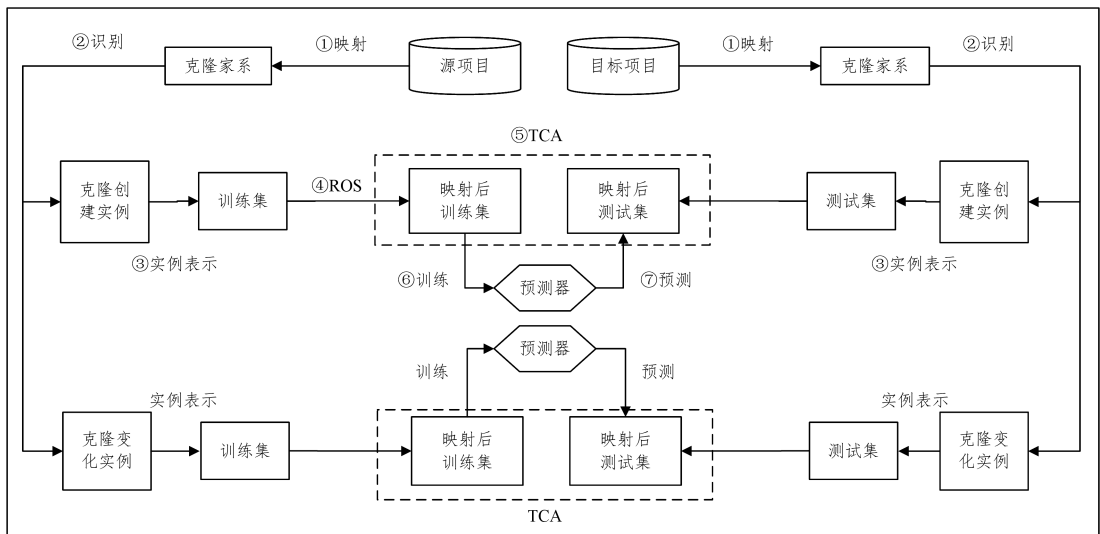 ②识别
①映射
①映射
②识别
克隆家系
源项目
目标项目
克隆家系
⑤TCA
克隆创
建实例
训练集
④ROS
映射后
训练集
映射后
测试集
测试集
克隆创
建实例
③实例表示
③实例表示
⑥训练
预测器
⑦预测
训练
预测器
预测
实例表示
实例表示
克隆变
化实例
训练集
映射后
训练集
映射后
测试集
测试集
克隆变
化实例
TCA